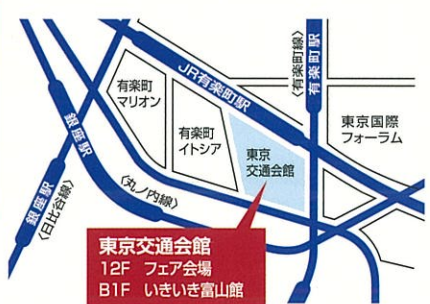 JR有楽町駅
〈有楽町線〉
有楽町駅
有楽町
マリオン
有楽町
イトシア
東京
交通会館
東京国際
フォーラム
銀座駅
〈丸ノ内線〉
銀座駅
〈日比谷線〉
東京交通会館
12F フェア会場
B1F いきいき富山館